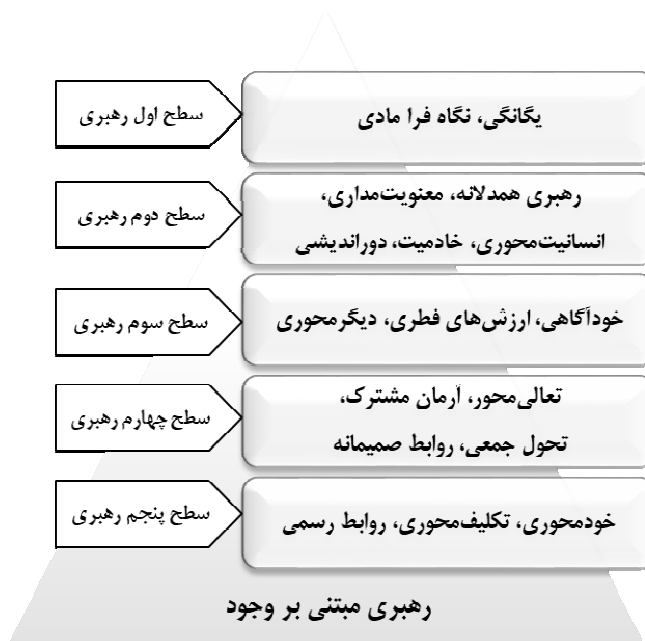 سطح اول رهبری
یگانگی، نگاه فرا مادی
سطح دوم رهبری
رهبری همدلانه، معنویت‌مداری،
انسانیت‌محوری، خادمیت، دوراندیشی
سطح سوم رهبری
خودآگاهی، ارزش‌های فطری، دیگرمحوری
سطح چهارم رهبری
تعالی‌محور، آرمان مشترک،
تحول جمعی، روابط صمیمانه
سطح پنجم رهبری
خودمحوری، تکلیف‌محوری، روابط رسمی
رهبری مبتنی بر وجود